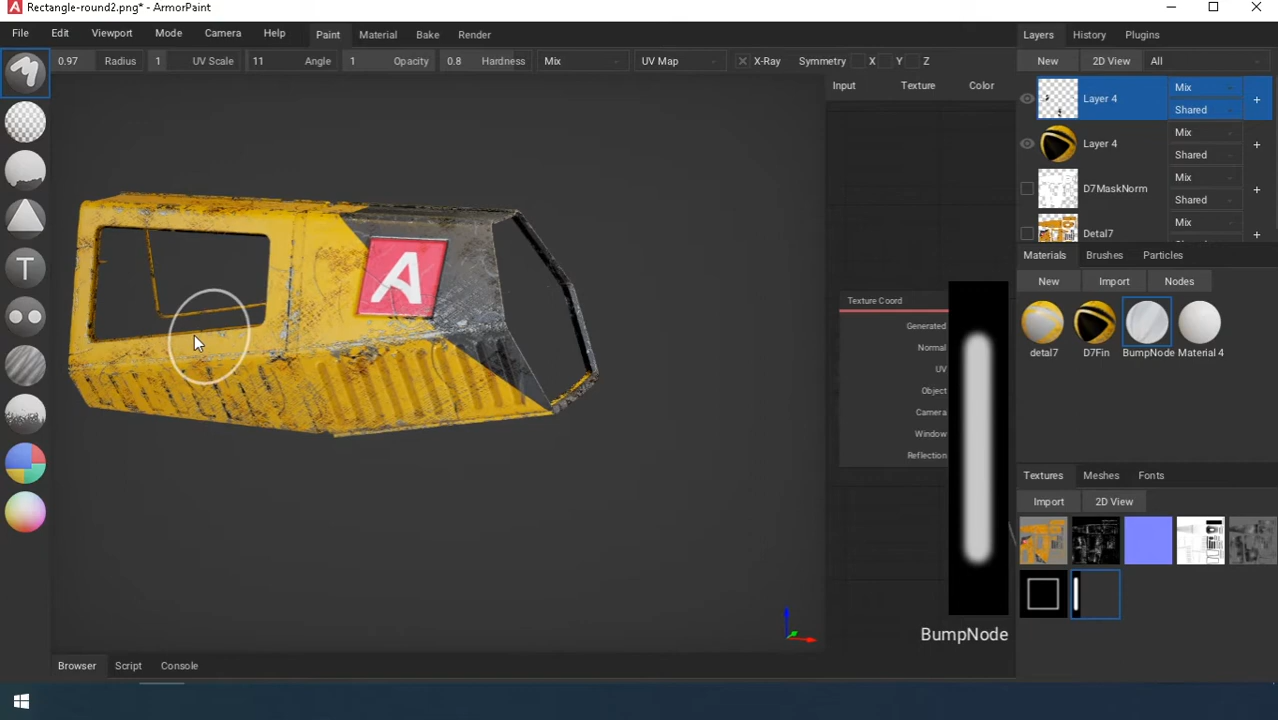 Rectangle-round2.png* - ArmorPaint
File Edit Viewport Mode Camera Help Paint Material Bake Render
Layers History Plugins
0.97 Radius 1 UV Scale 11 Angle 1 Opacity 0.8 Hardness Mix UV Map X-Ray Symmetry X Y Z
New 2D View All
Input Texture Color
Layer 4 Mix
Shared
Layer 4 Mix
Shared
D7MaskNorm Mix
Shared
Detal7 Mix
Materials Brushes Particles
New Import Nodes
detal7 D7Fin BumpNode Material 4
A
Texture Coord
Generated
Normal
UV
Object
Camera
Window
Reflection
BumpNode
Textures Meshes Fonts
Import 2D View
T
Browser Script Console